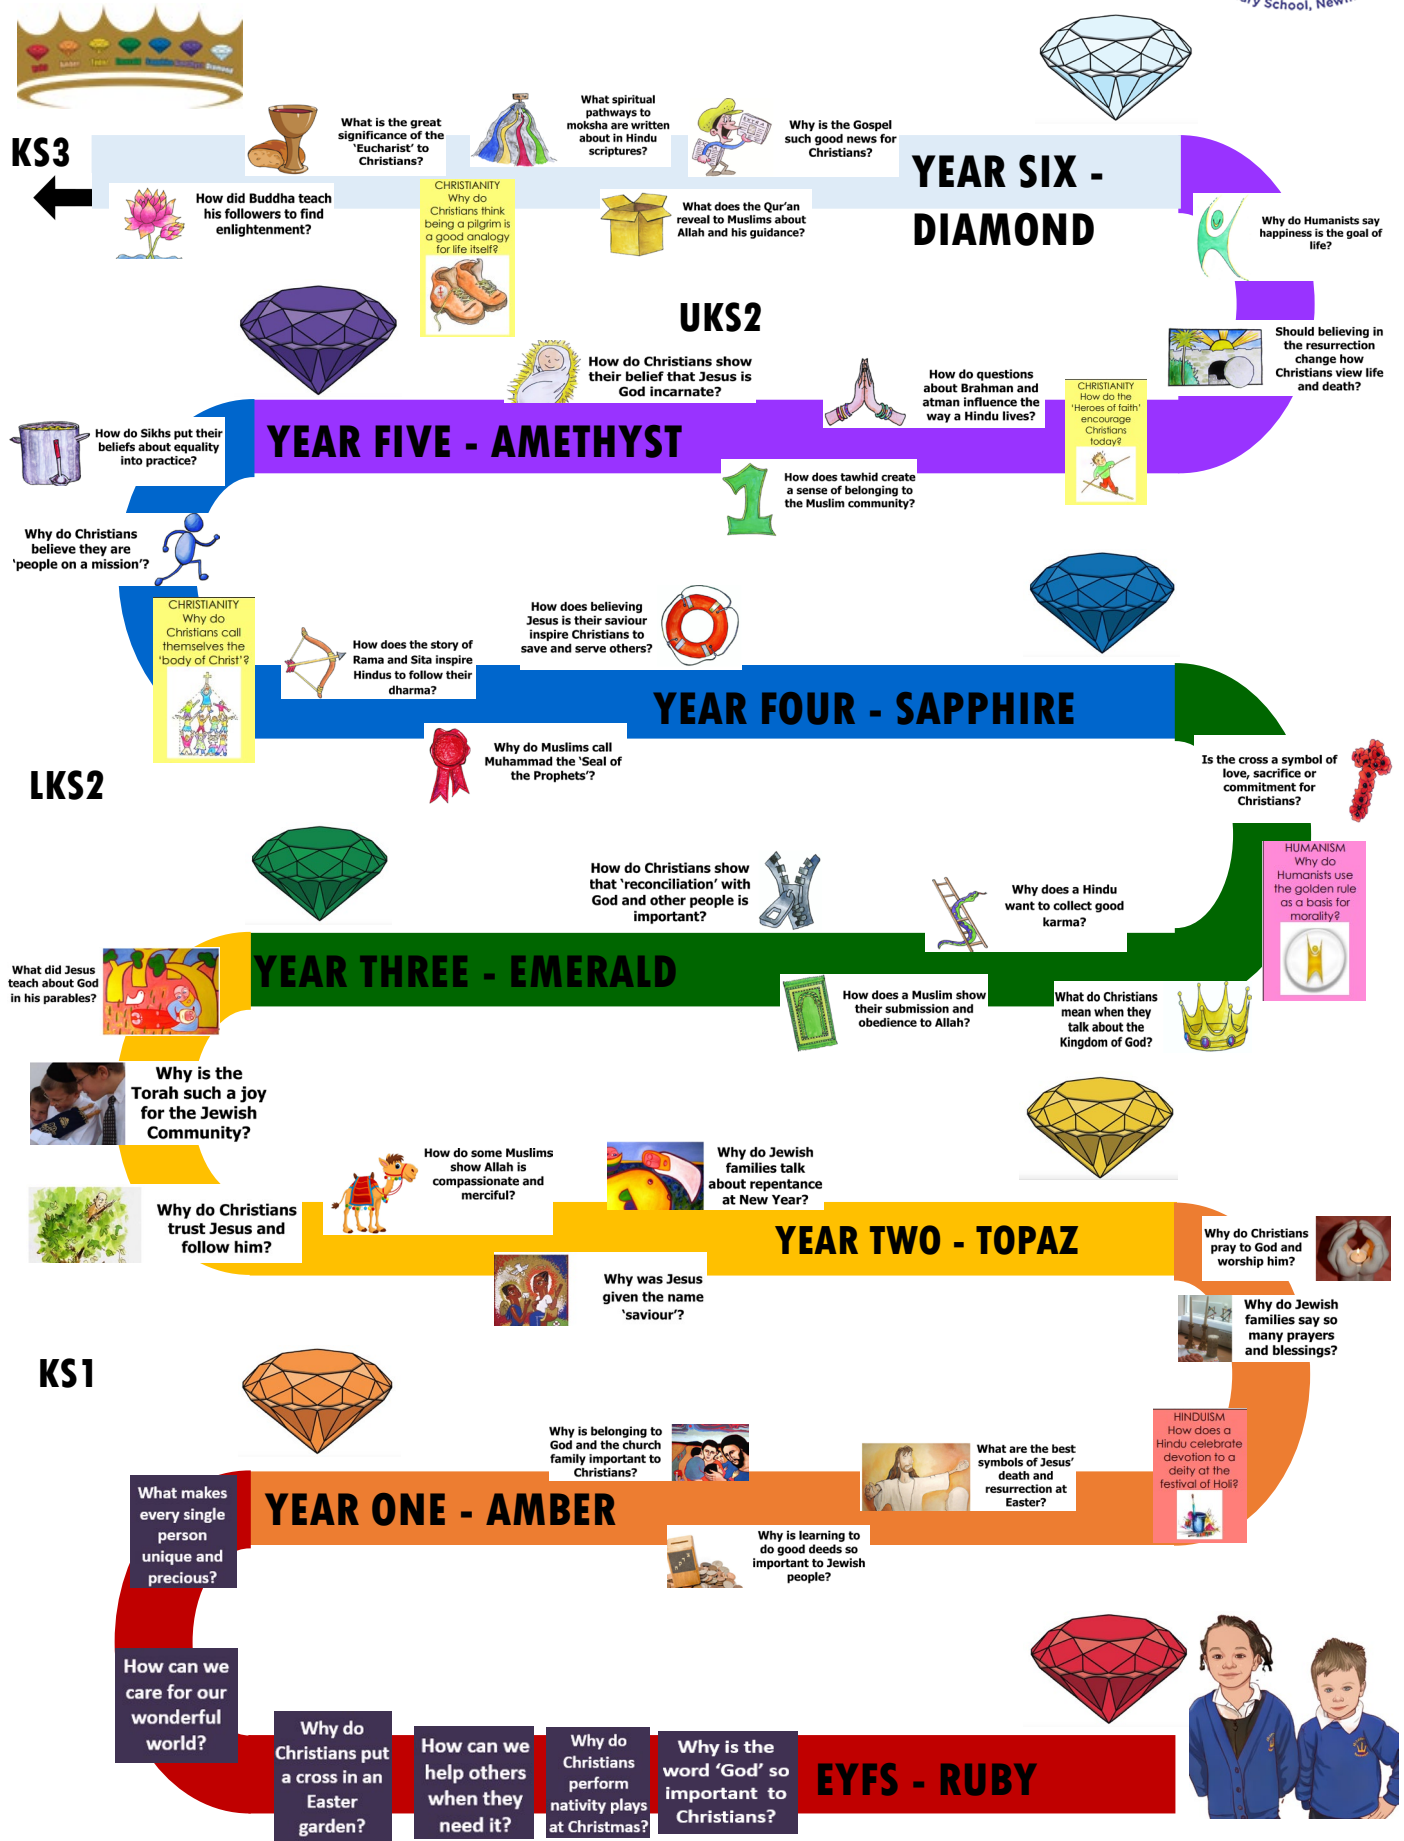 ry School, Newh
KS3
What is the great
significance of the
'Eucharist' to
Christians?
What spiritual
pathways to
moksha are written
about in Hindu
scriptures?
Why is the Gospel
such good news for
Christians?
YEAR SIX -
DIAMOND
How did Buddha teach
his followers to find
enlightenment?
CHRISTIANITY
Why do
Christians think
being a pilgrim is
a good analogy
for life itself?
What does the Qur'an
reveal to Muslims about
Allah and his guidance?
Why do Humanists say
happiness is the goal of
life?
UKS2
Should believing in
the resurrection
change how
Christians view life
and death?
How do Christians show
their belief that Jesus is
God incarnate?
How do questions
about Brahman and
atman influence the
way a Hindu lives?
CHRISTIANITY
How do the
'Heroes of faith'
encourage
Christians
today?
How do Sikhs put their
beliefs about equality
into practice?
YEAR FIVE - AMETHYST
How does tawhid create
a sense of belonging to
the Muslim community?
Why do Christians
believe they are
'people on a mission'?
CHRISTIANITY
Why do
Christians call
themselves the
'body of Christ'?
How does the story of
Rama and Sita inspire
Hindus to follow their
dharma?
How does believing
Jesus is their saviour
inspire Christians to
save and serve others?
YEAR FOUR - SAPPHIRE
Why do Muslims call
Muhammad the 'Seal of
the Prophets'?
Is the cross a symbol of
love, sacrifice or
commitment for
Christians?
LKS2
HUMANISM
Why do
Humanists use
the golden rule
as a basis for
morality?
How do Christians show
that 'reconciliation' with
God and other people is
important?
Why does a Hindu
want to collect good
karma?
What did Jesus
teach about God
in his parables?
YEAR THREE - EMERALD
How does a Muslim show
their submission and
obedience to Allah?
What do Christians
mean when they
talk about the
Kingdom of God?
Why is the
Torah such a joy
for the Jewish
Community?
How do some Muslims
show Allah is
compassionate and
merciful?
Why do Jewish
families talk
about repentance
at New Year?
Why do Christians
trust Jesus and
follow him?
YEAR TWO - TOPAZ
Why do Christians
pray to God and
worship him?
Why was Jesus
given the name
'saviour'?
Why do Jewish
families say so
many prayers
and blessings?
KS1
Why is belonging to
God and the church
family important to
Christians?
What are the best
symbols of Jesus'
death and
resurrection at
Easter?
HINDUISM
How does a
Hindu celebrate
devotion to a
deity at the
festival of Holi?
What makes
every single
person
unique and
precious?
YEAR ONE - AMBER
Why is learning to
do good deeds so
important to Jewish
people?
How can we
care for our
wonderful
world?
Why do
Christians put
a cross in an
Easter
garden?
How can we
help others
when they
need it?
Why do
Christians
perform
nativity plays
at Christmas?
Why is the
word 'God' so
important to
Christians?
EYFS - RUBY